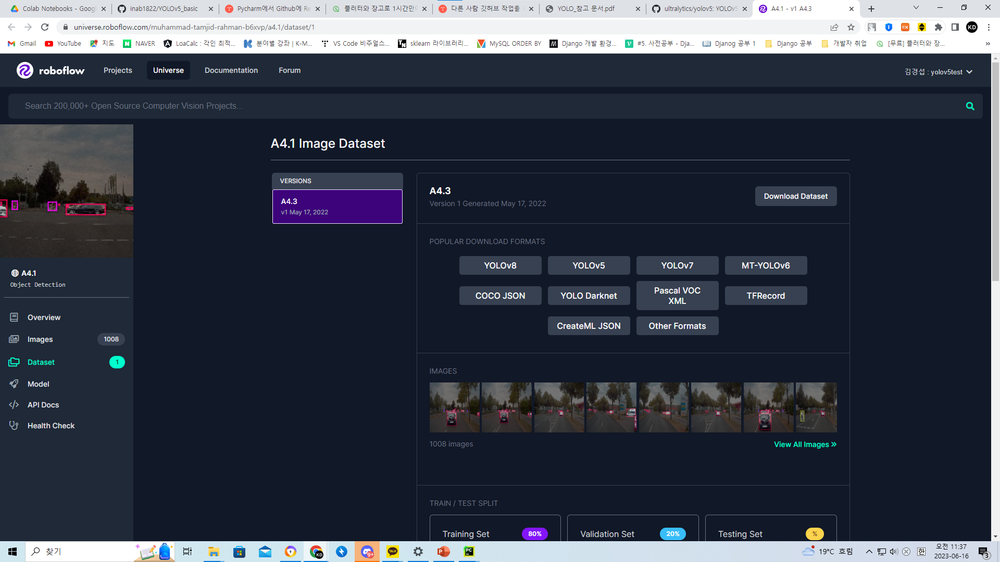 Colab Notebooks - Goog
inab1822/YOLOv5_basic
Pycharm에서 Github에 Re
플러터와 장고로 1시간만에
다른 사람 깃허브 작업을
YOLO_참고 문서.pdf
ultralytics/yolov5: YOLOv5
A4.1 - v1 A4.3
universe.roboflow.com/muhammad-tamjid-rahman-b6xvp/a4.1/dataset/1
EX
KD
Gmail
YouTube
지도
NAVER
LoaCalc : 각인 최적...
분야별 강좌 | K-M...
VS Code 비주얼스...
sklearn 라이브러리...
MySQL ORDER BY
Django 개발 환경...
#5. 사전공부 - Dja...
Djanog 공부 1
Django 공부
개발자 취업
[무료] 플러터와 장...
roboflow
Projects
Universe
Documentation
Forum
김경섭 : yolov5test
Search 200,000+ Open Source Computer Vision Projects...
A4.1
Object Detection
Overview
Images 1008
Dataset 1
Model
API Docs
Health Check
A4.1 Image Dataset
VERSIONS
A4.3
v1 May 17, 2022
A4.3
Version 1 Generated May 17, 2022
Download Dataset
POPULAR DOWNLOAD FORMATS
YOLOv8
YOLOv5
YOLOv7
MT-YOLOv6
COCO JSON
YOLO Darknet
Pascal VOC
XML
TFRecord
CreateML JSON
Other Formats
IMAGES
1008 images
View All Images »
TRAIN / TEST SPLIT
Training Set 80%
Validation Set 20%
Testing Set %
찾기
KD
9+
TALK
PC
19°C 흐림
한
오전 11:37
2023-06-16
3